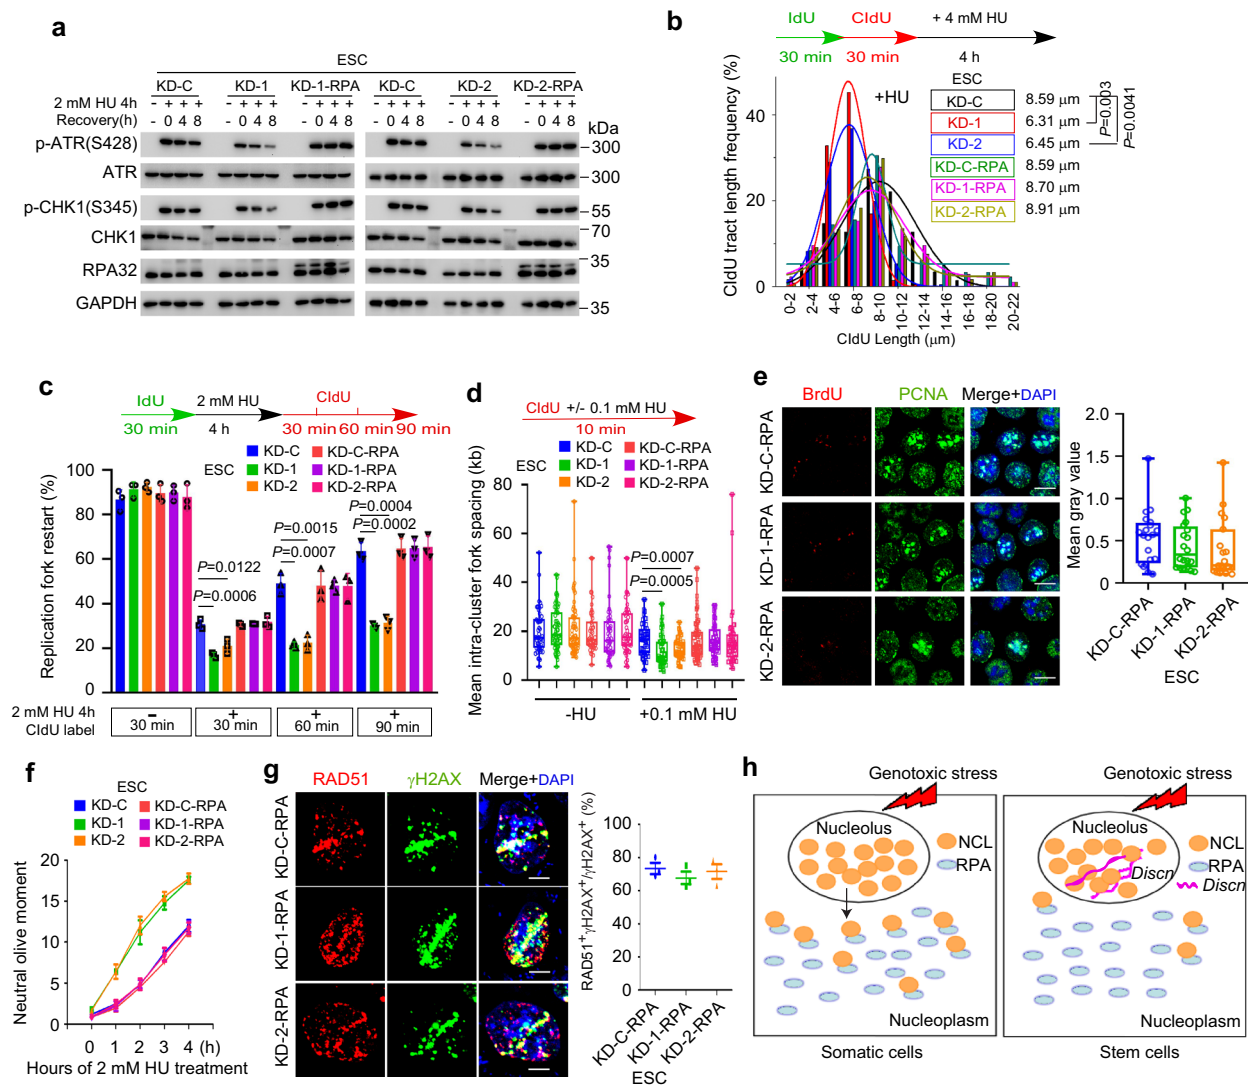 a
ESC
KD-C KD-1 KD-1-RPA KD-C KD-2 KD-2-RPA
2 mM HU 4h - + + + - + + + - + + + - + + + - + + + - + + +
Recovery(h) - 0 4 8 - 0 4 8 - 0 4 8 - 0 4 8 - 0 4 8 - 0 4 8
kDa
p-ATR(S428)
300
ATR
300
p-CHK1(S345)
55
70
CHK1
35
RPA32
GAPDH
35
b
IdU CIdU + 4 mM HU
30 min 30 min 4 h
CIdU tract length frequency (%)
40
20
0
+HU
ESC
KD-C 8.59 µm
KD-1 6.31 µm
KD-2 6.45 µm
KD-C-RPA 8.59 µm
KD-1-RPA 8.70 µm
KD-2-RPA 8.91 µm
P=0.003
P=0.0041
0-2 2-4 4-6 6-8 8-10 10-12 12-14 14-16 16-18 18-20 20-22
CIdU Length (µm)
c
IdU 2 mM HU CIdU
30 min 4 h 30 min 60 min 90 min
ESC
KD-C KD-C-RPA
KD-1 KD-1-RPA
KD-2 KD-2-RPA
Replication fork restart (%)
100
80
60
40
20
0
P=0.0122
P=0.0006
P=0.0015
P=0.0007
P=0.0004
P=0.0002
2 mM HU 4h - + + +
CIdU label 30 min 30 min 60 min 90 min
d
CIdU +/- 0.1 mM HU
10 min
ESC
KD-C KD-C-RPA
KD-1 KD-1-RPA
KD-2 KD-2-RPA
Mean intra-cluster fork spacing (kb)
80
60
40
20
0
P=0.0007
P=0.0005
-HU +0.1 mM HU
e
BrdU PCNA Merge+DAPI
KD-C-RPA
KD-1-RPA
KD-2-RPA
Mean gray value
2.0
1.5
1.0
0.5
0
KD-C-RPA KD-1-RPA KD-2-RPA
ESC
f
ESC
KD-C KD-C-RPA
KD-1 KD-1-RPA
KD-2 KD-2-RPA
Neutral olive moment
20
15
10
5
0
0 1 2 3 4 (h)
Hours of 2 mM HU treatment
g
RAD51 γH2AX Merge+DAPI
KD-C-RPA
KD-1-RPA
KD-2-RPA
RAD51⁺γH2AX⁺/γH2AX⁺ (%)
100
80
60
40
20
0
KD-C-RPA KD-1-RPA KD-2-RPA
ESC
h
Genotoxic stress
Nucleolus
NCL
RPA
Nucleoplasm
Somatic cells
Genotoxic stress
Nucleolus
Discn
NCL
RPA
Discn
Nucleoplasm
Stem cells